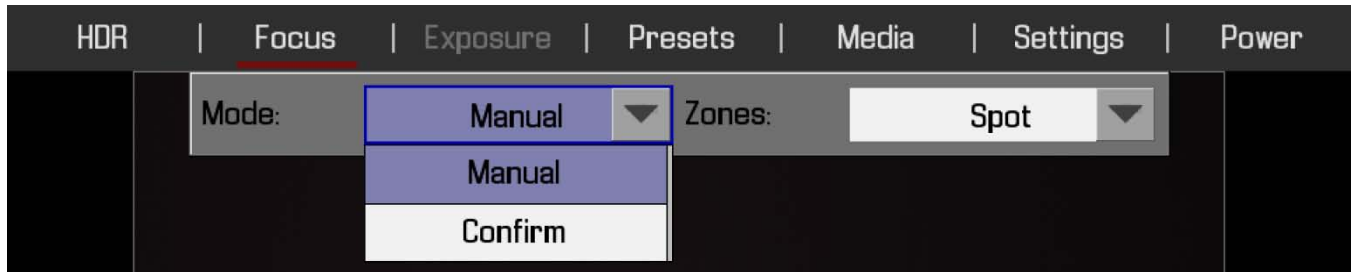 HDR | Focus | Exposure | Presets | Media | Settings | Power
Mode: Manual Zones: Spot
Manual
Confirm